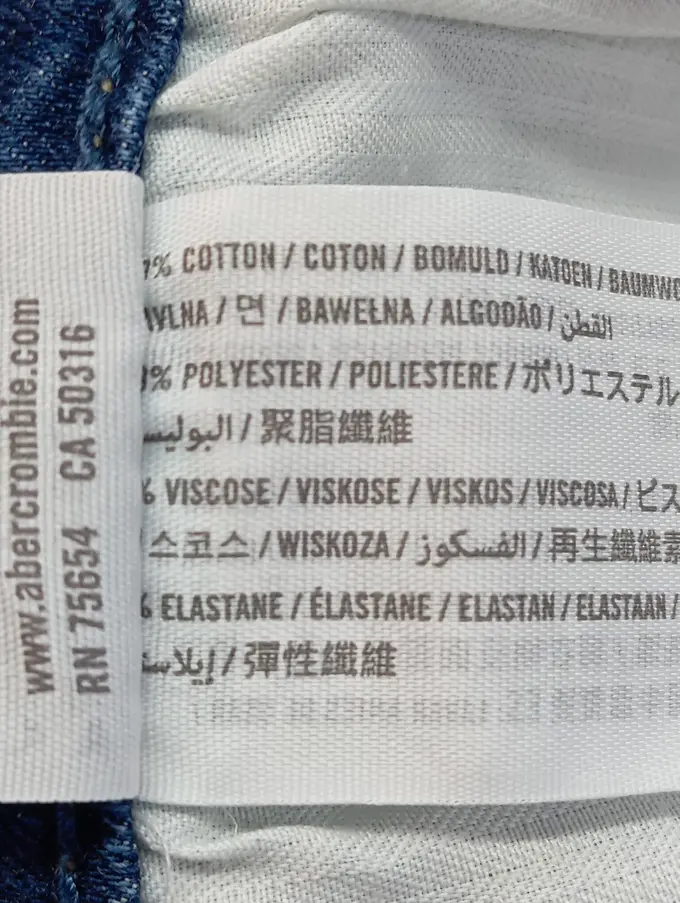 www.abercrombie.com
RN 75654 CA 50316
% COTTON / COTON / BOMULD / KATOEN / BAUMWO
VLNA / 면 / BAWEŁNA / ALGODÃO / القطن
% POLYESTER / POLIESTERE / ポリエステル
البوليس / 聚脂纖維
% VISCOSE / VISKOSE / VISKOS / VISCOSA / ビス
스코스 / WISKOZA / الفسكوز / 再生纖維素
% ELASTANE / ÉLASTANE / ELASTAN / ELASTAAN /
إيلاست / 彈性纖維